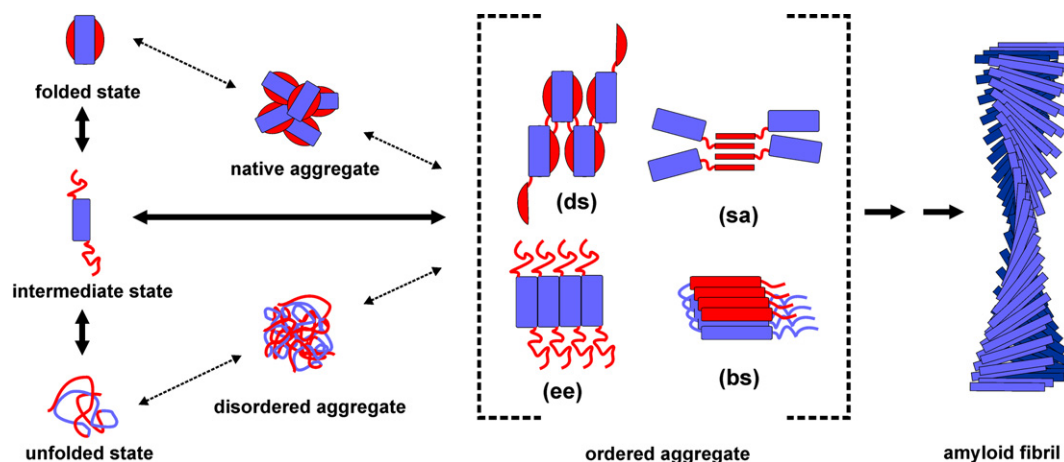 folded state
native aggregate
(ds)
(sa)
intermediate state
(ee)
(bs)
disordered aggregate
unfolded state
ordered aggregate
amyloid fibril